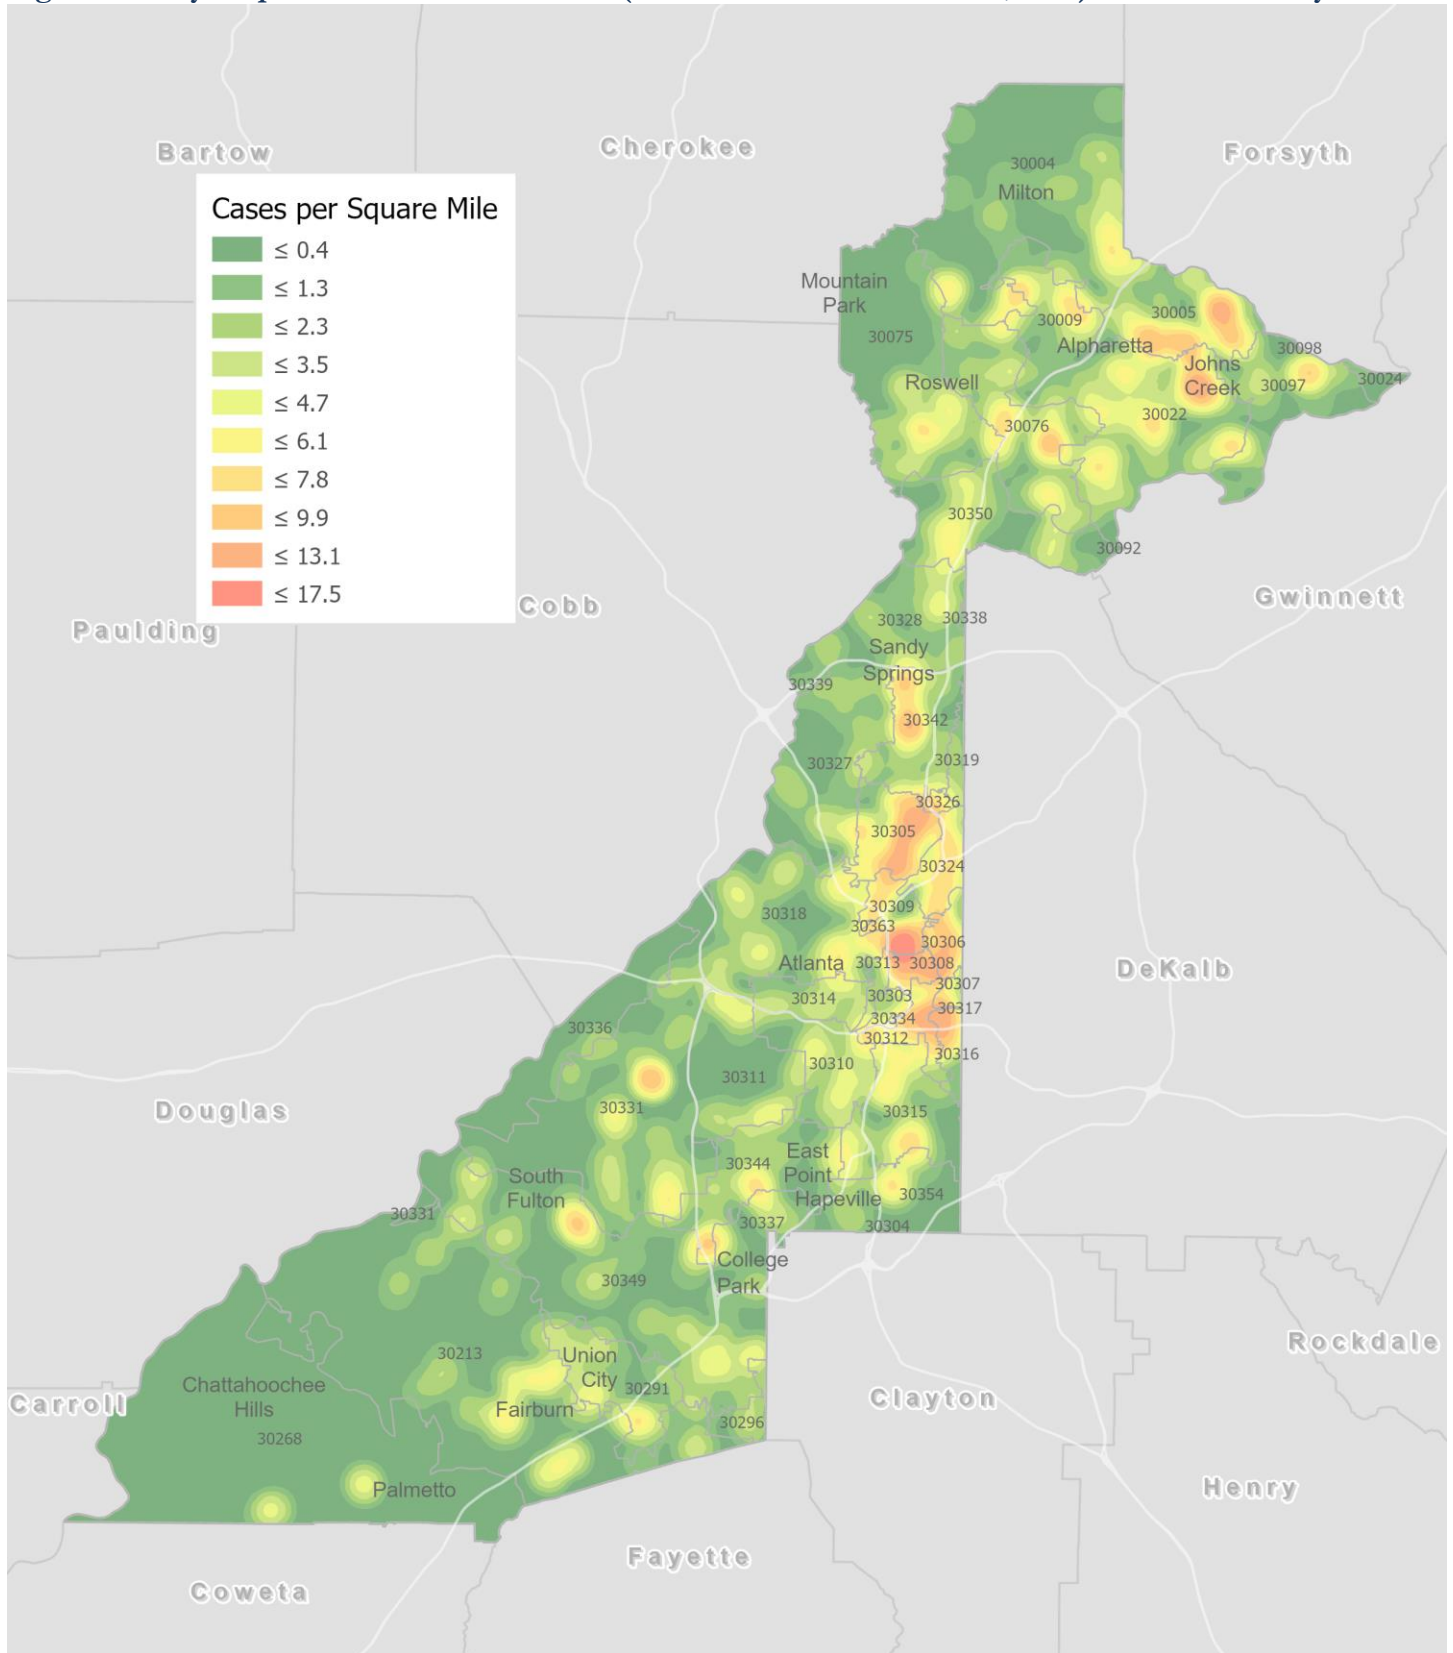 Bartow
Cherokee
Forsyth
Cases per Square Mile
≤ 0.4
≤ 1.3
≤ 2.3
≤ 3.5
≤ 4.7
≤ 6.1
≤ 7.8
≤ 9.9
≤ 13.1
≤ 17.5
30004
Milton
Mountain
Park
30075
30009
30005
Alpharetta
30098
Johns
Creek
30097
30024
Roswell
30022
30076
30350
30092
Paulding
Cobb
Gwinnett
30328
30338
Sandy
Springs
30339
30342
30327
30319
30326
30305
30324
30318
30309
30363
30306
Atlanta
30313
30308
DeKalb
30307
30314
30303
30317
30334
30336
30312
30316
30310
30311
Douglas
30331
30315
East
Point
30344
South
Fulton
Hapeville
30354
30331
30337
30304
College
Park
30349
Rockdale
30213
Union
City
30291
Chattahoochee
Hills
Carroll
Clayton
Fairburn
30296
30268
Palmetto
Henry
Fayette
Coweta